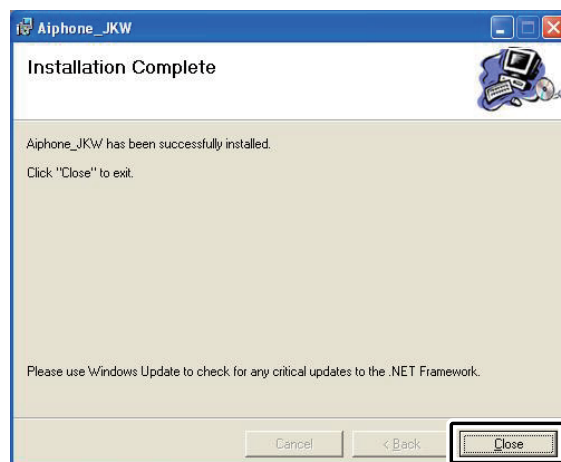 Aiphone_JKW
Installation Complete
Aiphone_JKW has been successfully installed.
Click "Close" to exit.
Please use Windows Update to check for any critical updates to the .NET Framework.
Cancel
< Back
Close